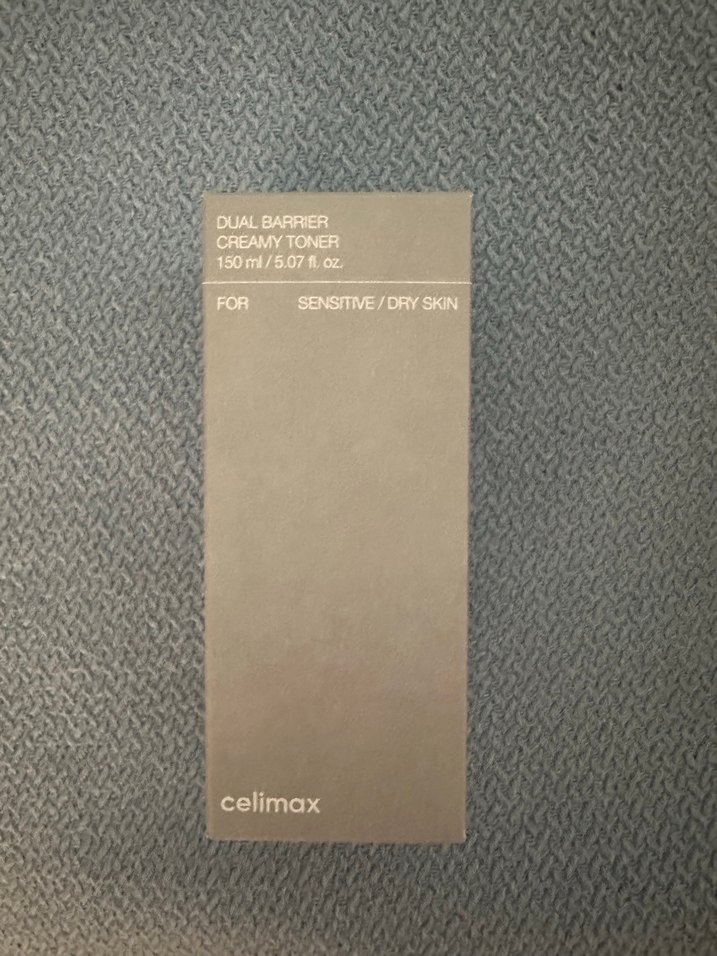 DUAL BARRIER
CREAMY TONER
150 ml / 5.07 fl. oz.
FOR SENSITIVE / DRY SKIN
celimax